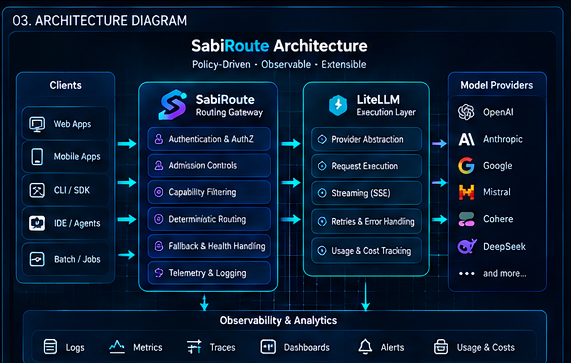 03. ARCHITECTURE DIAGRAM
SabiRoute Architecture
Policy-Driven • Observable • Extensible
Clients
Web Apps
Mobile Apps
CLI / SDK
IDE / Agents
Batch / Jobs
SabiRoute
Routing Gateway
Authentication & AuthZ
Admission Controls
Capability Filtering
Deterministic Routing
Fallback & Health Handling
Telemetry & Logging
LiteLLM
Execution Layer
Provider Abstraction
Request Execution
Streaming (SSE)
Retries & Error Handling
Usage & Cost Tracking
Model Providers
OpenAI
Anthropic
Google
Mistral
Cohere
DeepSeek
and more...
Observability & Analytics
Logs
Metrics
Traces
Dashboards
Alerts
Usage & Costs